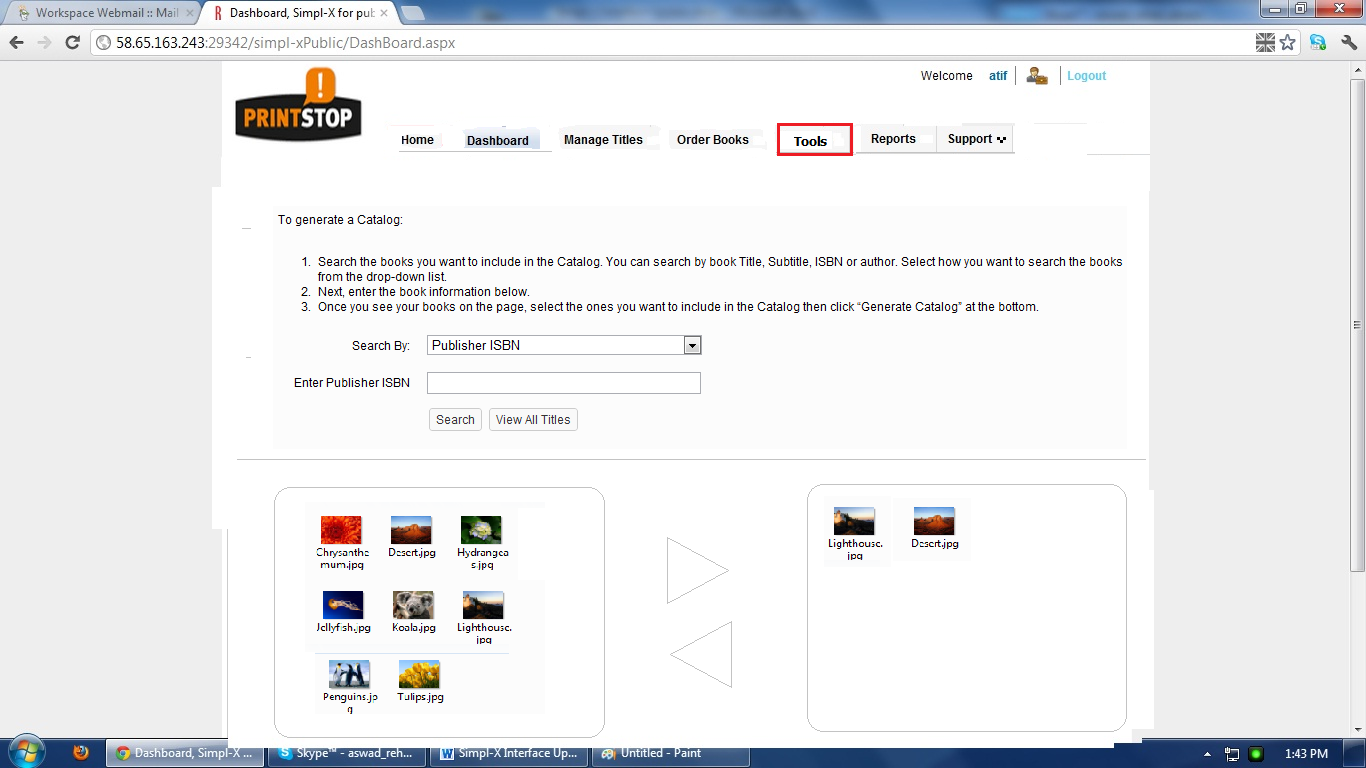 Workspace Webmail :: Mail
Dashboard, Simpl-X for pub
58.65.163.243:29342/simpl-xPublic/DashBoard.aspx
Welcome atif Logout
!
PRINTSTOP
Home Dashboard Manage Titles Order Books Tools Reports Support
To generate a Catalog:
1. Search the books you want to include in the Catalog. You can search by book Title, Subtitle, ISBN or author. Select how you want to search the books
from the drop-down list.
2. Next, enter the book information below.
3. Once you see your books on the page, select the ones you want to include in the Catalog then click “Generate Catalog” at the bottom.
Search By: Publisher ISBN
Enter Publisher ISBN
Search View All Titles
Chrysanthe
mum.jpg
Desert.jpg
Hydrangea
s.jpg
Jellyfish.jpg
Koala.jpg
Lighthouse.
jpg
Penguins.jp
g
Tulips.jpg
Lighthouse.
jpg
Desert.jpg
Dashboard, Simpl-X ...
Skype™ - aswad_reh...
Simpl-X Interface Up...
Untitled - Paint
1:43 PM